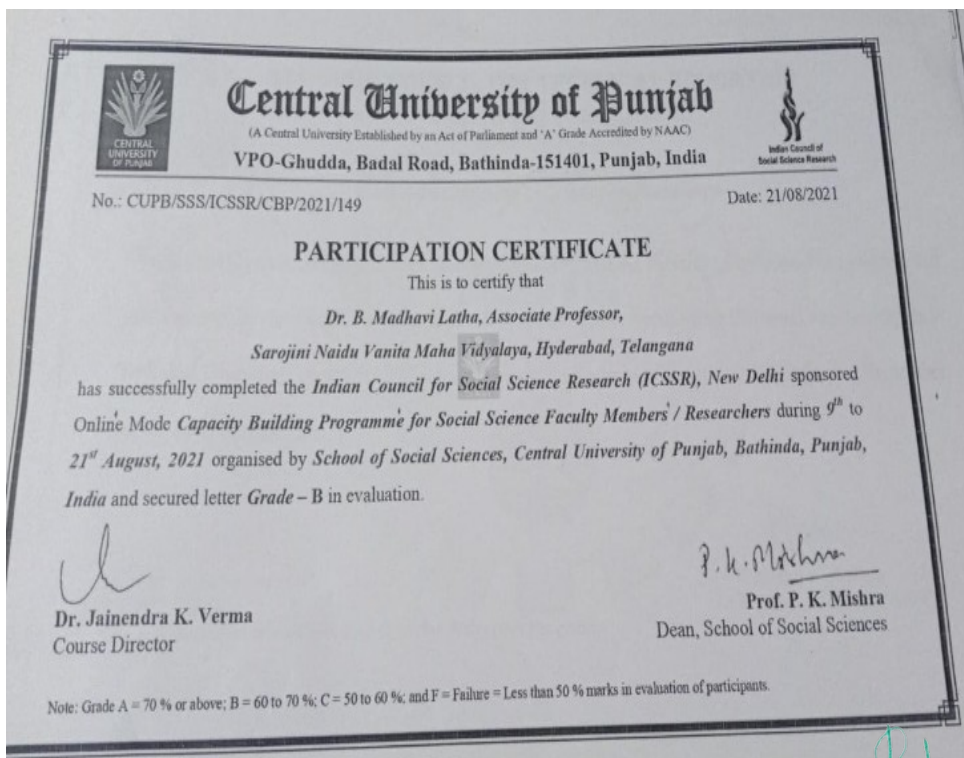 CENTRAL
UNIVERSITY
OF PUNJAB
Central University of Punjab
(A Central University Established by an Act of Parliament and 'A' Grade Accredited by NAAC)
VPO-Ghudda, Badal Road, Bathinda-151401, Punjab, India
Indian Council of
Social Science Research
No.: CUPB/SSS/ICSSR/CBP/2021/149
Date: 21/08/2021
PARTICIPATION CERTIFICATE
This is to certify that
Dr. B. Madhavi Latha, Associate Professor,
Sarojini Naidu Vanita Maha Vidyalaya, Hyderabad, Telangana
has successfully completed the Indian Council for Social Science Research (ICSSR), New Delhi sponsored
Online Mode Capacity Building Programme for Social Science Faculty Members / Researchers during 9th to
21st August, 2021 organised by School of Social Sciences, Central University of Punjab, Bathinda, Punjab,
India and secured letter Grade – B in evaluation.
P. K. Mishra
Dr. Jainendra K. Verma
Course Director
Prof. P. K. Mishra
Dean, School of Social Sciences
Note: Grade A = 70 % or above; B = 60 to 70 %; C = 50 to 60 %; and F = Failure = Less than 50 % marks in evaluation of participants.